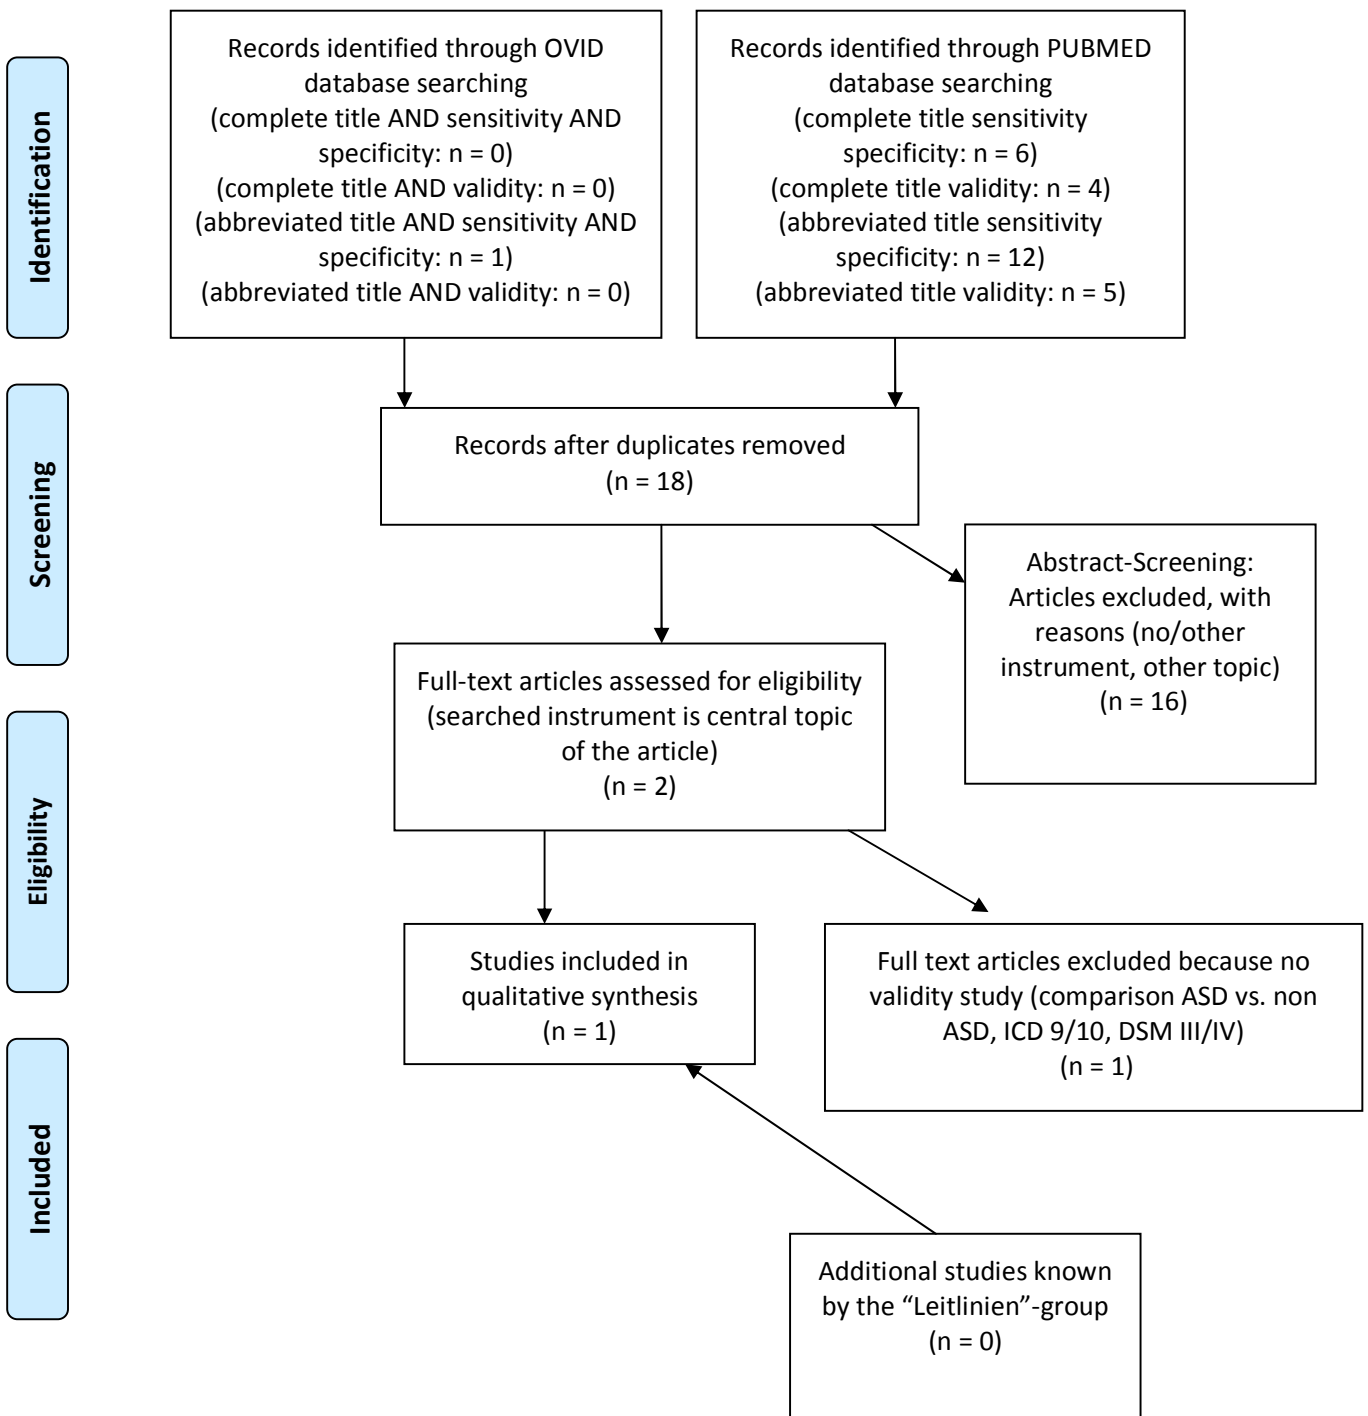 Identification
Records identified through OVID
database searching
(complete title AND sensitivity AND
specificity: n = 0)
(complete title AND validity: n = 0)
(abbreviated title AND sensitivity AND
specificity: n = 1)
(abbreviated title AND validity: n = 0)
Records identified through PUBMED
database searching
(complete title sensitivity
specificity: n = 6)
(complete title validity: n = 4)
(abbreviated title sensitivity
specificity: n = 12)
(abbreviated title validity: n = 5)
Screening
Records after duplicates removed
(n = 18)
Abstract-Screening:
Articles excluded, with
reasons (no/other
instrument, other topic)
(n = 16)
Eligibility
Full-text articles assessed for eligibility
(searched instrument is central topic
of the article)
(n = 2)
Studies included in
qualitative synthesis
(n = 1)
Full text articles excluded because no
validity study (comparison ASD vs. non
ASD, ICD 9/10, DSM III/IV)
(n = 1)
Included
Additional studies known
by the “Leitlinien”-group
(n = 0)